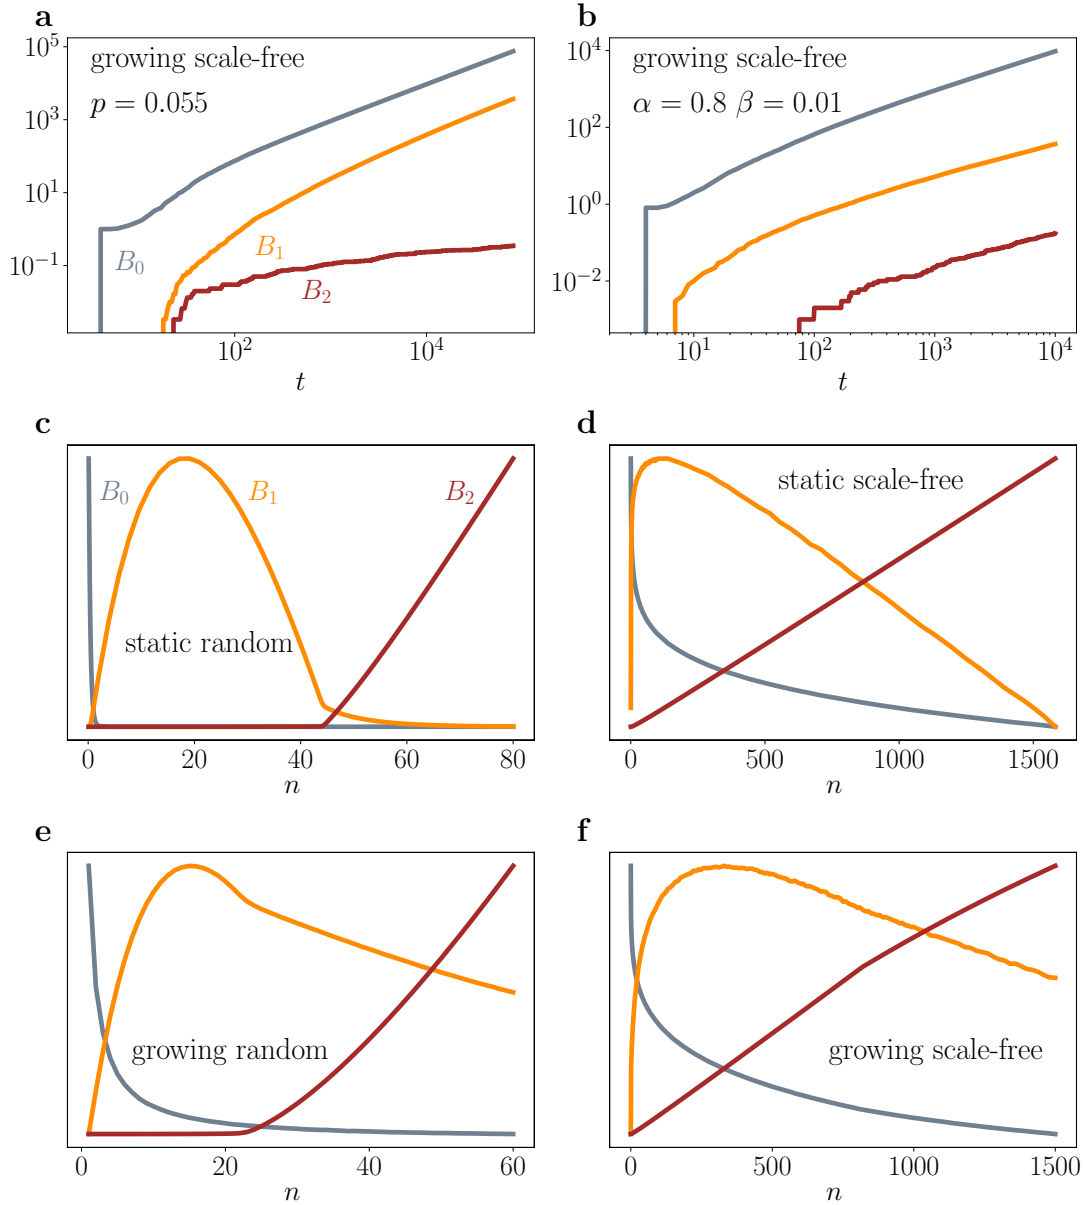 a
growing scale-free
p = 0.055
10^5
10^3
10^1
10^−1
B_0
B_1
B_2
10^2
10^4
t
b
growing scale-free
α = 0.8 β = 0.01
10^4
10^2
10^0
10^−2
10^1
10^2
10^3
10^4
t
c
B_0
B_1
B_2
static random
0
20
40
60
80
n
d
static scale-free
0
500
1000
1500
n
e
growing random
0
20
40
60
n
f
growing scale-free
0
500
1000
1500
n